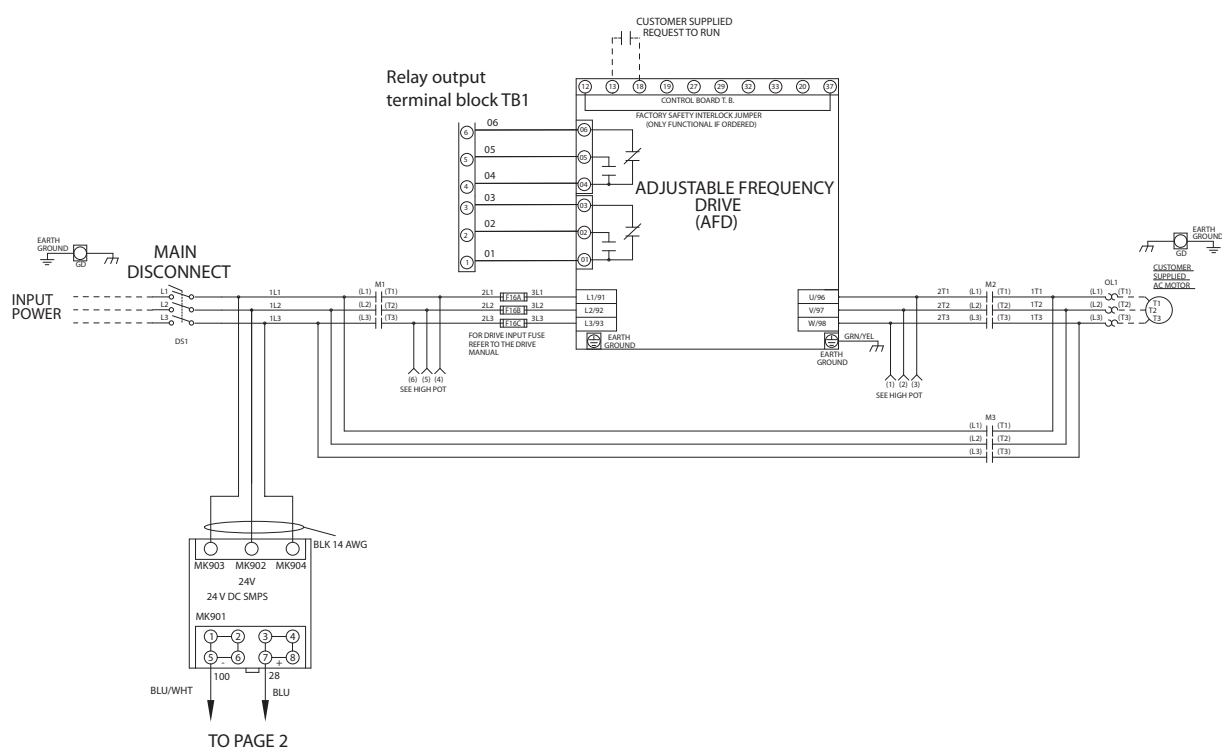 CUSTOMER SUPPLIED
REQUEST TO RUN
Relay output
terminal block TB1
12 13 18 19 27 29 32 33 20 37
CONTROL BOARD T. B.
FACTORY SAFETY INTERLOCK JUMPER
(ONLY FUNCTIONAL IF ORDERED)
6 06 06
5 05 05
4 04 04
3 03 03
2 02 02
1 01 01
ADJUSTABLE FREQUENCY
DRIVE
(AFD)
EARTH
GROUND
GD
MAIN
DISCONNECT
INPUT
POWER
L1
L2
L3
DS1
1L1
1L2
1L3
M1
(L1) (T1)
(L2) (T2)
(L3) (T3)
2L1 F16A 3L1
2L2 F16B 3L2
2L3 F16C 3L3
L1/91
L2/92
L3/93
EARTH
GROUND
FOR DRIVE INPUT FUSE
REFER TO THE DRIVE
MANUAL
(6) (5) (4)
SEE HIGH POT
U/96
V/97
W/98
GRN/YEL
EARTH
GROUND
2T1
2T2
2T3
M2
(L1) (T1)
(L2) (T2)
(L3) (T3)
1T1
1T2
1T3
(1) (2) (3)
SEE HIGH POT
EARTH
GROUND
GD
CUSTOMER
SUPPLIED
AC MOTOR
OL1
(L1) (T1)
(L2) (T2)
(L3) (T3)
T1
T2
T3
M3
(L1) (T1)
(L2) (T2)
(L3) (T3)
BLK 14 AWG
MK903 MK902 MK904
24V
24 V DC SMPS
MK901
1 2 3 4
5 - 6 7 + 8
100 28
BLU/WHT BLU
TO PAGE 2